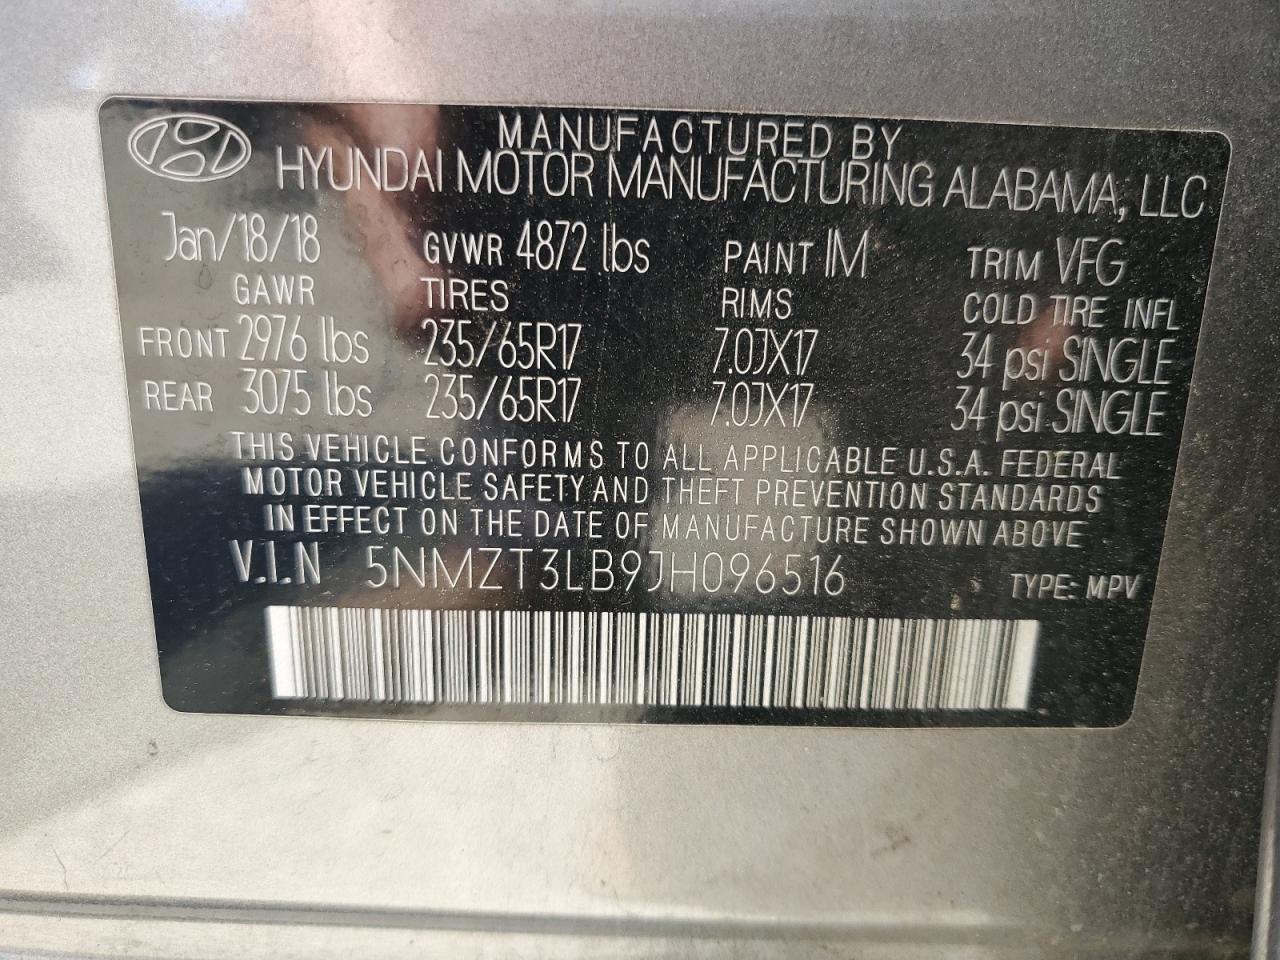 MANUFACTURED BY
HYUNDAI MOTOR MANUFACTURING ALABAMA, LLC
Jan/18/18 GVWR 4872 lbs PAINT IM TRIM VFG
GAWR TIRES RIMS COLD TIRE INFL
FRONT 2976 lbs 235/65R17 7.0JX17 34 psi SINGLE
REAR 3075 lbs 235/65R17 7.0JX17 34 psi SINGLE
THIS VEHICLE CONFORMS TO ALL APPLICABLE U.S.A. FEDERAL
MOTOR VEHICLE SAFETY AND THEFT PREVENTION STANDARDS
IN EFFECT ON THE DATE OF MANUFACTURE SHOWN ABOVE
V.I.N 5NMZT3LB9JH096516 TYPE: MPV